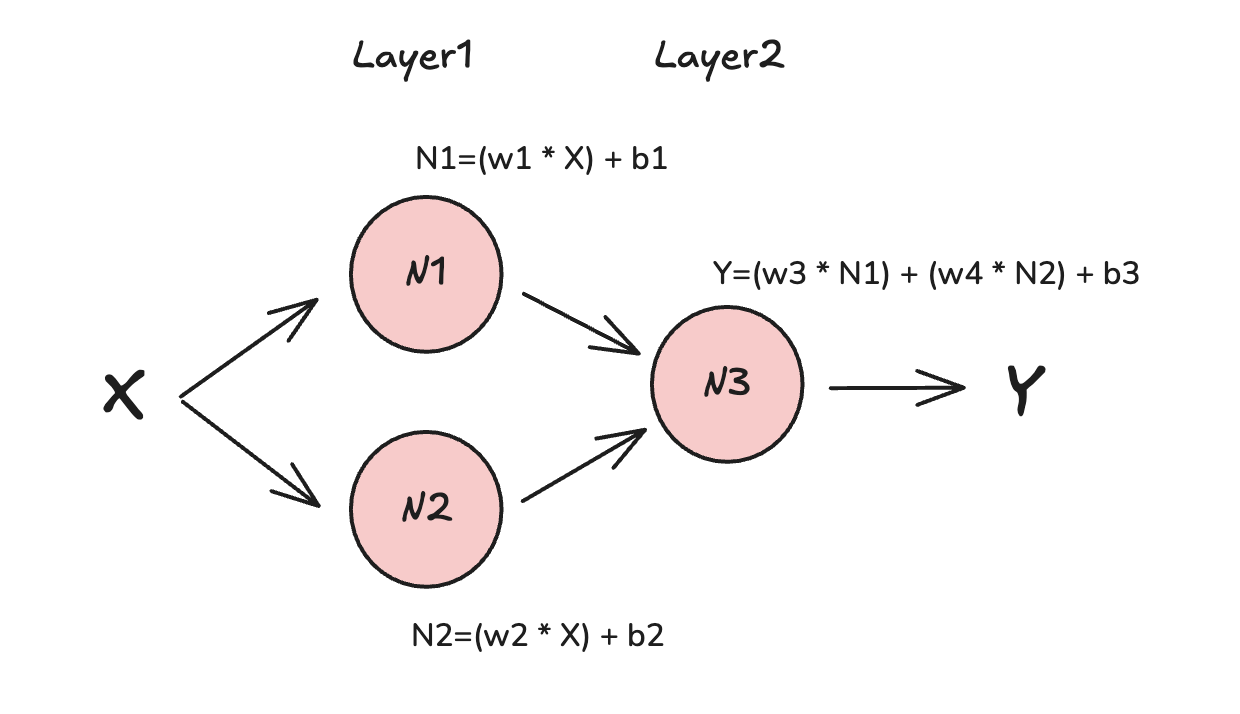 Layer1
Layer2
N1=(w1 * X) + b1
N1
Y=(w3 * N1) + (w4 * N2) + b3
X
N3
Y
N2
N2=(w2 * X) + b2